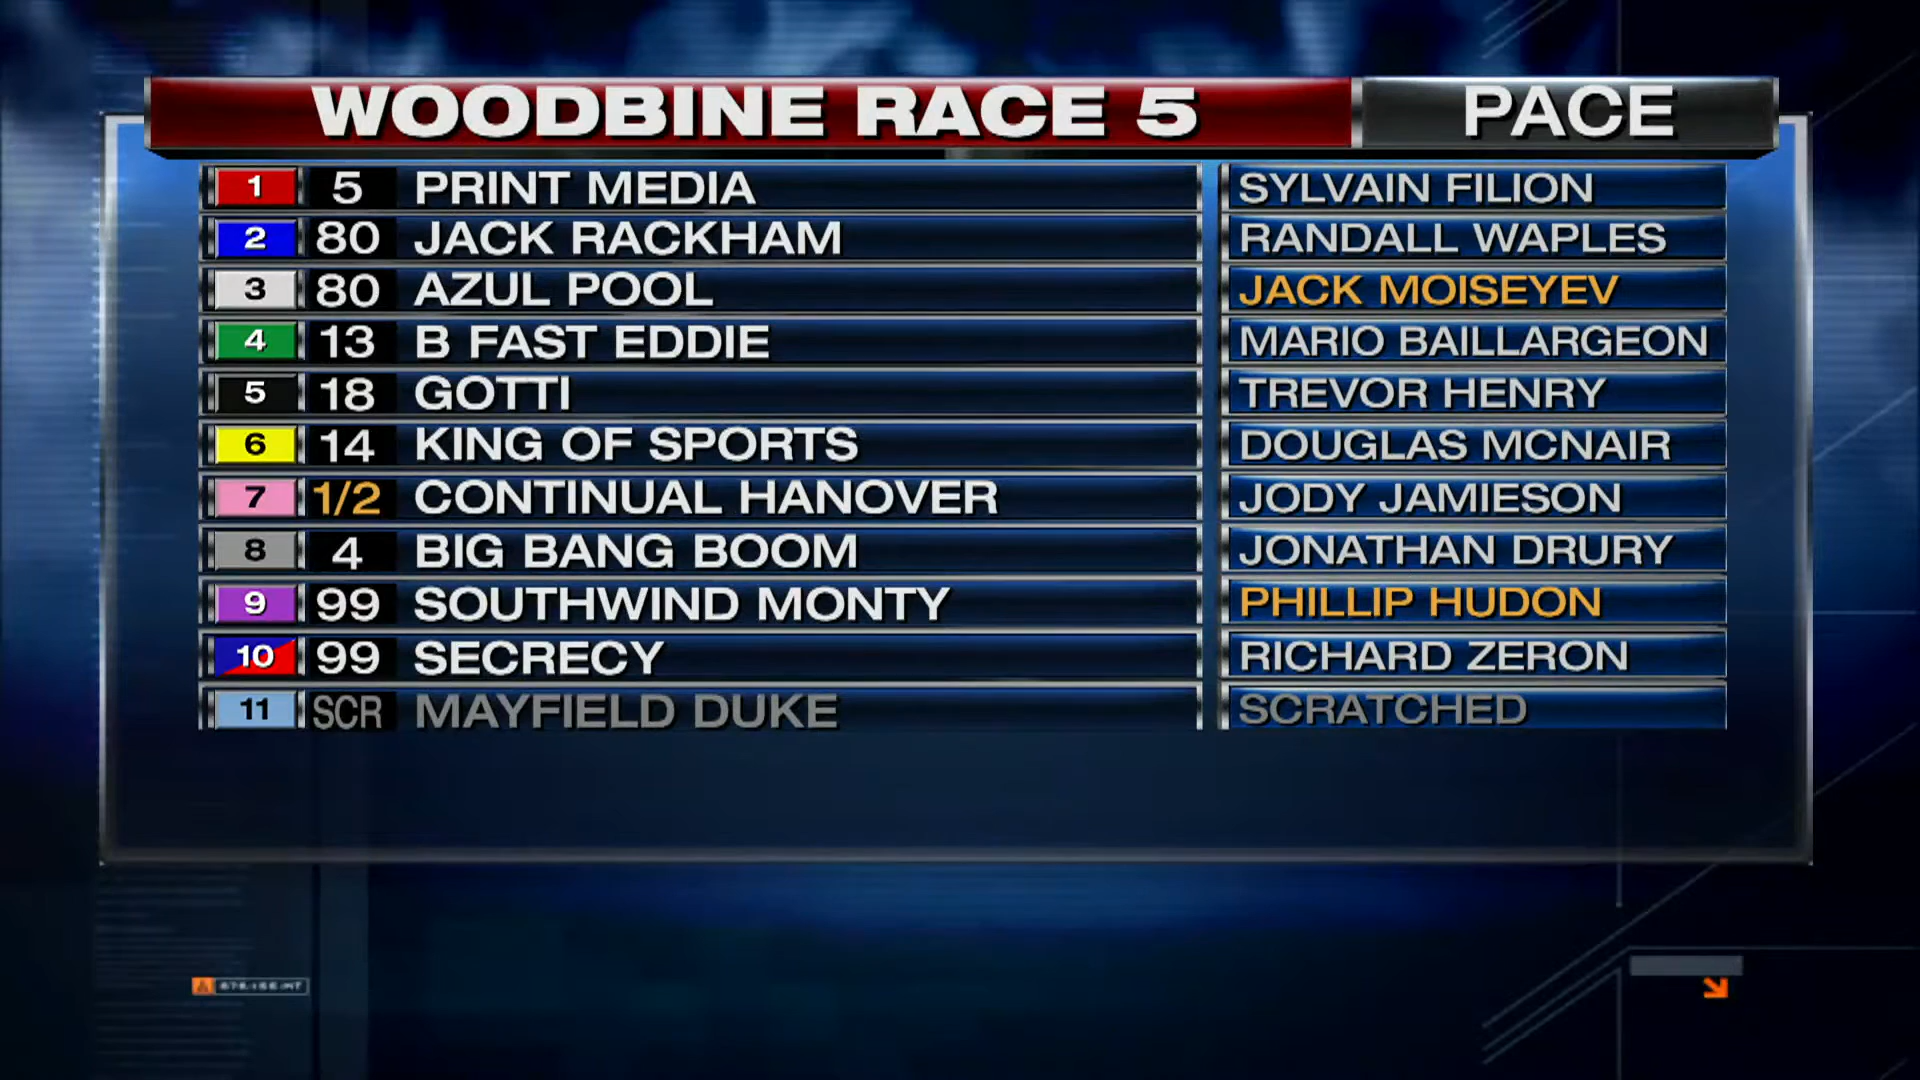 WOODBINE RACE 5 PACE
1 5 PRINT MEDIA SYLVAIN FILION
2 80 JACK RACKHAM RANDALL WAPLES
3 80 AZUL POOL JACK MOISEYEV
4 13 B FAST EDDIE MARIO BAILLARGEON
5 18 GOTTI TREVOR HENRY
6 14 KING OF SPORTS DOUGLAS MCNAIR
7 1/2 CONTINUAL HANOVER JODY JAMIESON
8 4 BIG BANG BOOM JONATHAN DRURY
9 99 SOUTHWIND MONTY PHILLIP HUDON
10 99 SECRECY RICHARD ZERON
11 SCR MAYFIELD DUKE SCRATCHED